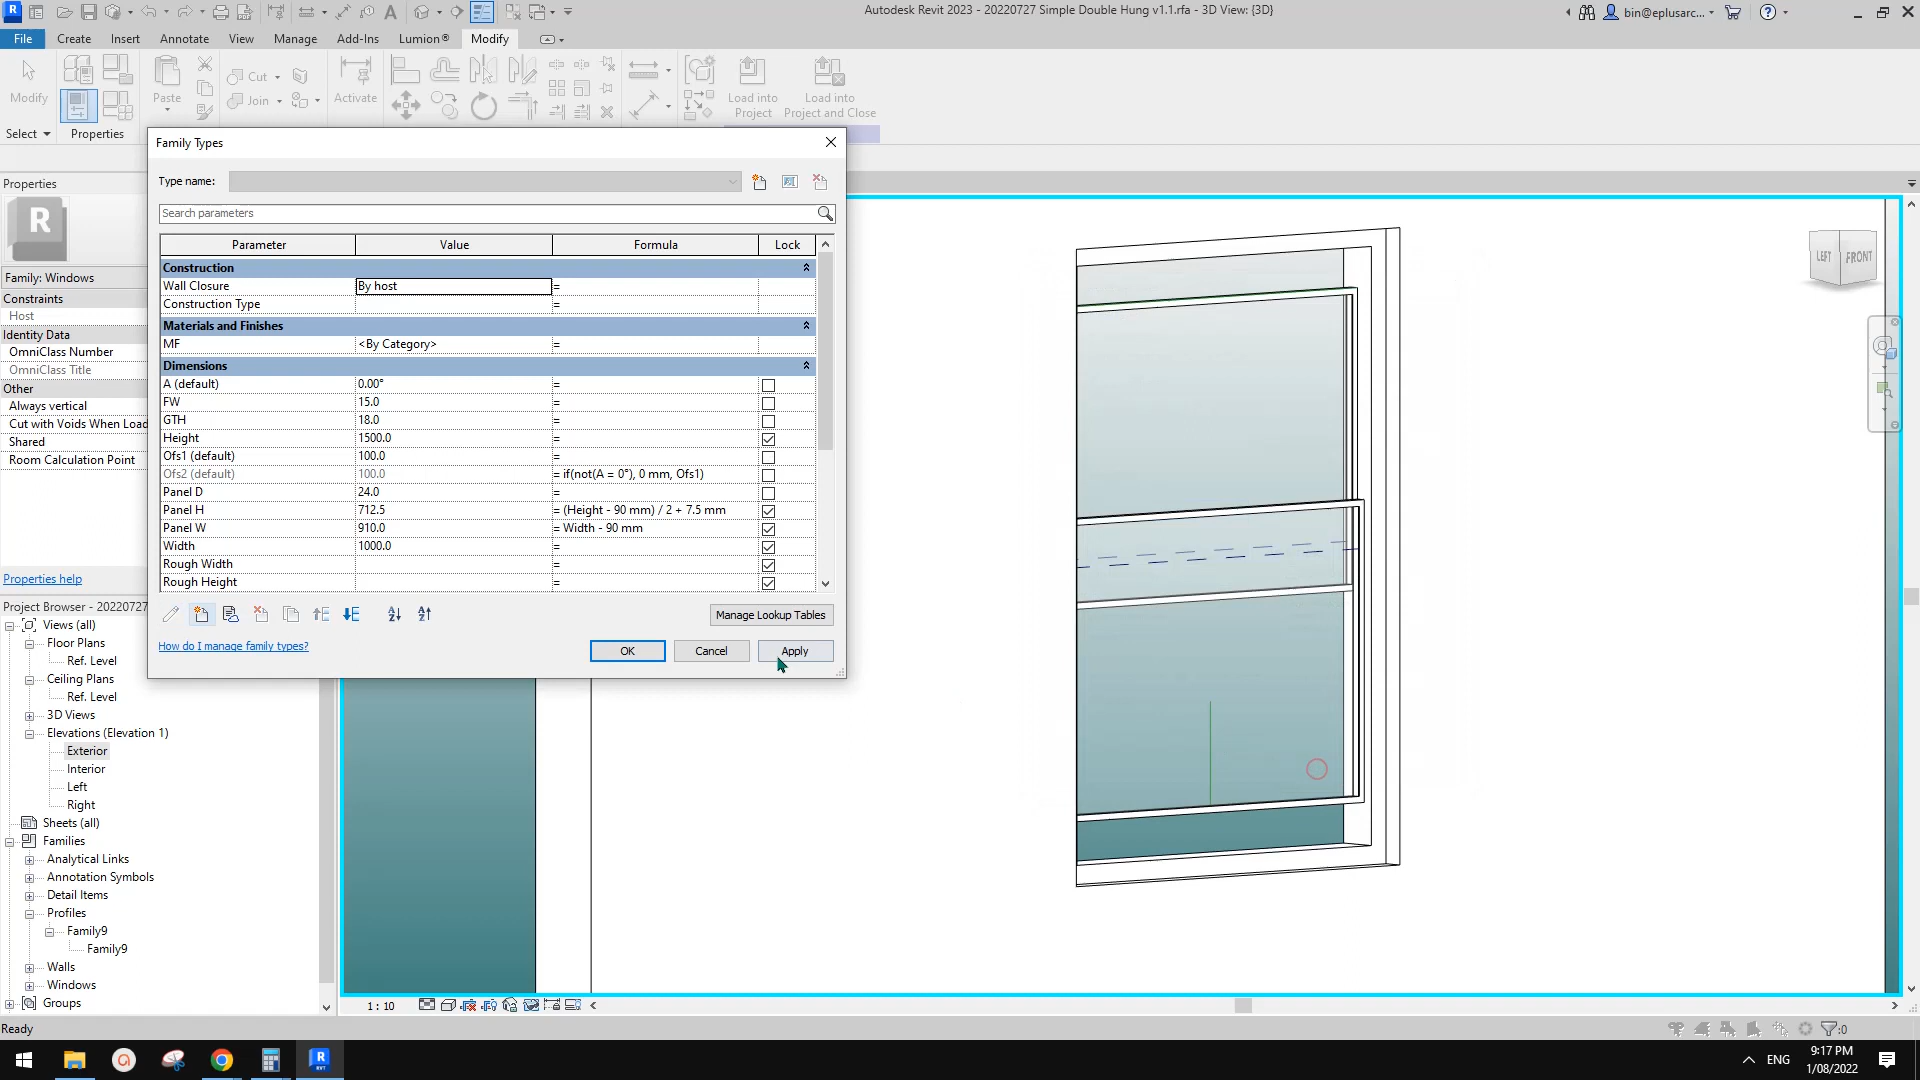 Autodesk Revit 2023 - 20220727 Simple Double Hung v1.1.rfa - 3D View: {3D}
bin@eplusarc...
File Create Insert Annotate View Manage Add-Ins Lumion® Modify
Modify
Paste
Cut
Join
Activate
Load into Project
Load into Project and Close
Select
Properties
Family Types
Type name:
Search parameters
Parameter Value Formula Lock
Construction
Wall Closure By host =
Construction Type =
Materials and Finishes
MF <By Category> =
Dimensions
A (default) 0.00° =
FW 15.0 =
GTH 18.0 =
Height 1500.0 =
Ofs1 (default) 100.0 =
Ofs2 (default) 100.0 = if(not(A = 0°), 0 mm, Ofs1)
Panel D 24.0 =
Panel H 712.5 = (Height - 90 mm) / 2 + 7.5 mm
Panel W 910.0 = Width - 90 mm
Width 1000.0 =
Rough Width =
Rough Height =
Manage Lookup Tables
How do I manage family types?
OK Cancel Apply
Properties
R
Family: Windows
Constraints
Host
Identity Data
OmniClass Number
OmniClass Title
Other
Always vertical
Cut with Voids When Load
Shared
Room Calculation Point
Properties help
Project Browser - 20220727
Views (all)
Floor Plans
Ref. Level
Ceiling Plans
Ref. Level
3D Views
Elevations (Elevation 1)
Exterior
Interior
Left
Right
Sheets (all)
Families
Analytical Links
Annotation Symbols
Detail Items
Profiles
Family9
Family9
Walls
Windows
Groups
LEFT FRONT
1 : 10
Ready
:0
ENG
9:17 PM
1/08/2022